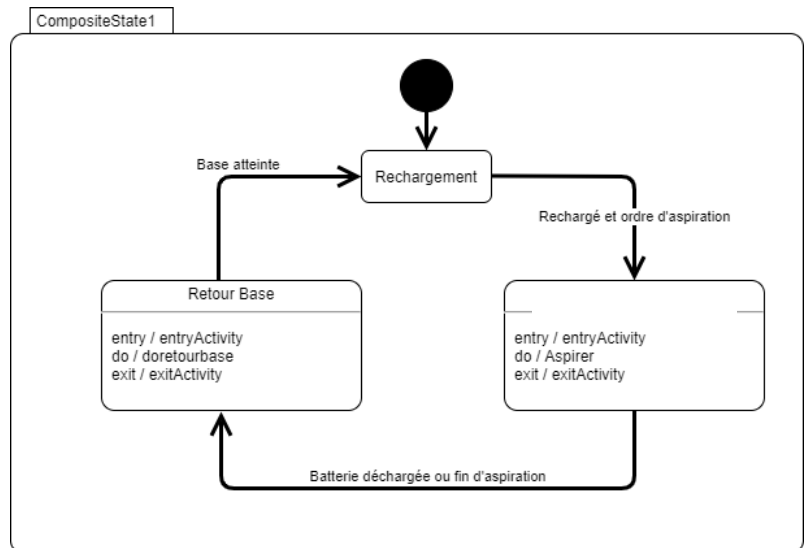 CompositeState1
Rechargement
Base atteinte
Rechargé et ordre d'aspiration
Retour Base
entry / entryActivity
do / doretourbase
exit / exitActivity
entry / entryActivity
do / Aspirer
exit / exitActivity
Batterie déchargée ou fin d'aspiration